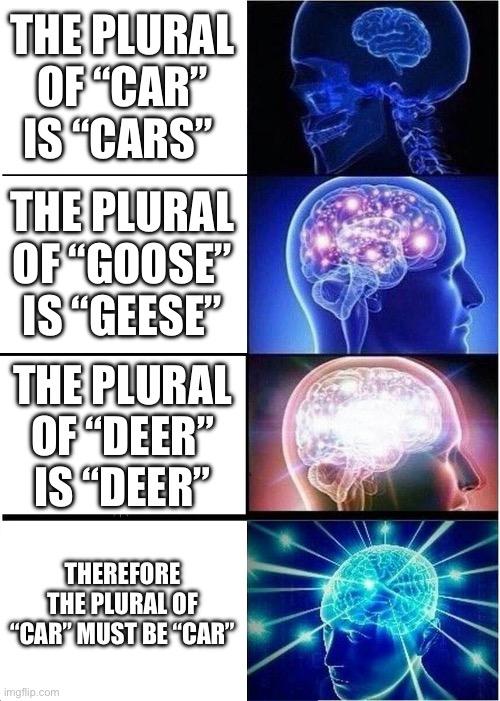 THE PLURAL
OF “CAR”
IS “CARS”
THE PLURAL
OF “GOOSE”
IS “GEESE”
THE PLURAL
OF “DEER”
IS “DEER”
THEREFORE
THE PLURAL OF
“CAR” MUST BE “CAR”
imgflip.com